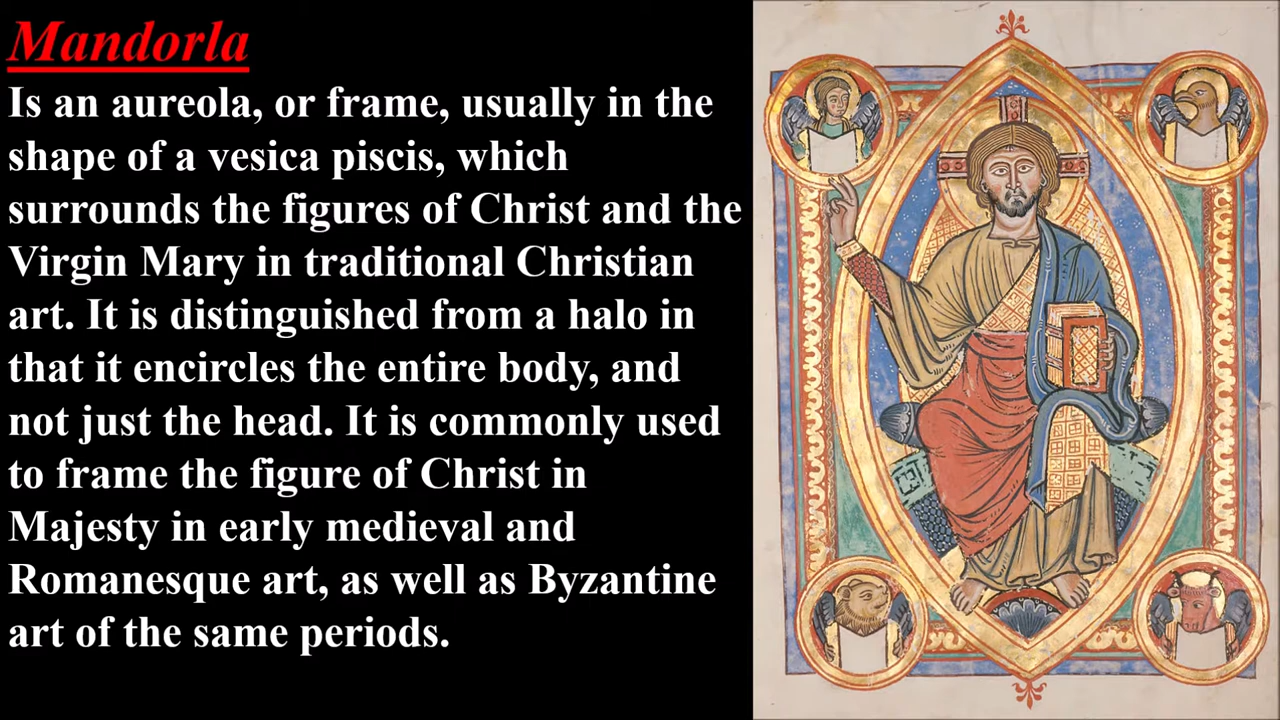 Mandorla
Is an aureola, or frame, usually in the
shape of a vesica piscis, which
surrounds the figures of Christ and the
Virgin Mary in traditional Christian
art. It is distinguished from a halo in
that it encircles the entire body, and
not just the head. It is commonly used
to frame the figure of Christ in
Majesty in early medieval and
Romanesque art, as well as Byzantine
art of the same periods.